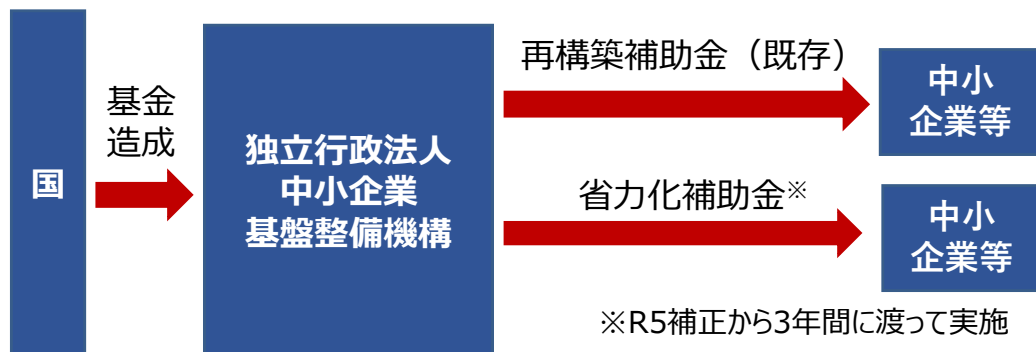 国
基金
造成
独立行政法人
中小企業
基盤整備機構
再構築補助金（既存）
中小
企業等
省力化補助金※
中小
企業等
※R5補正から3年間に渡って実施